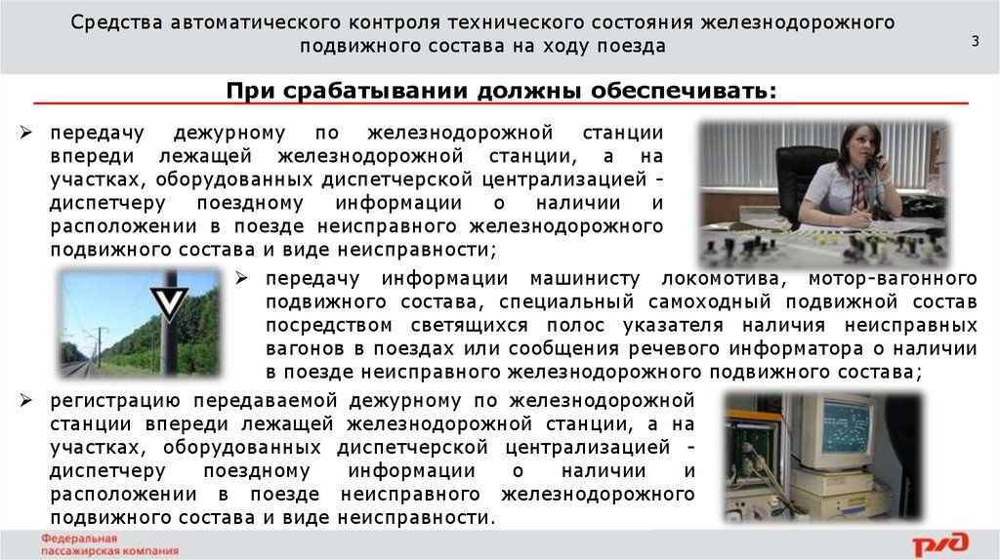 Средства автоматического контроля технического состояния железнодорожного
подвижного состава на ходу поезда
3
При срабатывании должны обеспечивать:
➢ передачу дежурному по железнодорожной станции
впереди лежащей железнодорожной станции, а на
участках, оборудованных диспетчерской централизацией -
диспетчеру поездному информации о наличии и
расположении в поезде неисправного железнодорожного
подвижного состава и виде неисправности;
➢ передачу информации машинисту локомотива, мотор-вагонного
подвижного состава, специальный самоходный подвижной состав
посредством светящихся полос указателя наличия неисправных
вагонов в поездах или сообщения речевого информатора о наличии
в поезде неисправного железнодорожного подвижного состава;
➢ регистрацию передаваемой дежурному по железнодорожной
станции впереди лежащей железнодорожной станции, а на
участках, оборудованных диспетчерской централизацией -
диспетчеру поездному информации о наличии и
расположении в поезде неисправного железнодорожного
подвижного состава и виде неисправности.
Федеральная
пассажирская компания
ржд